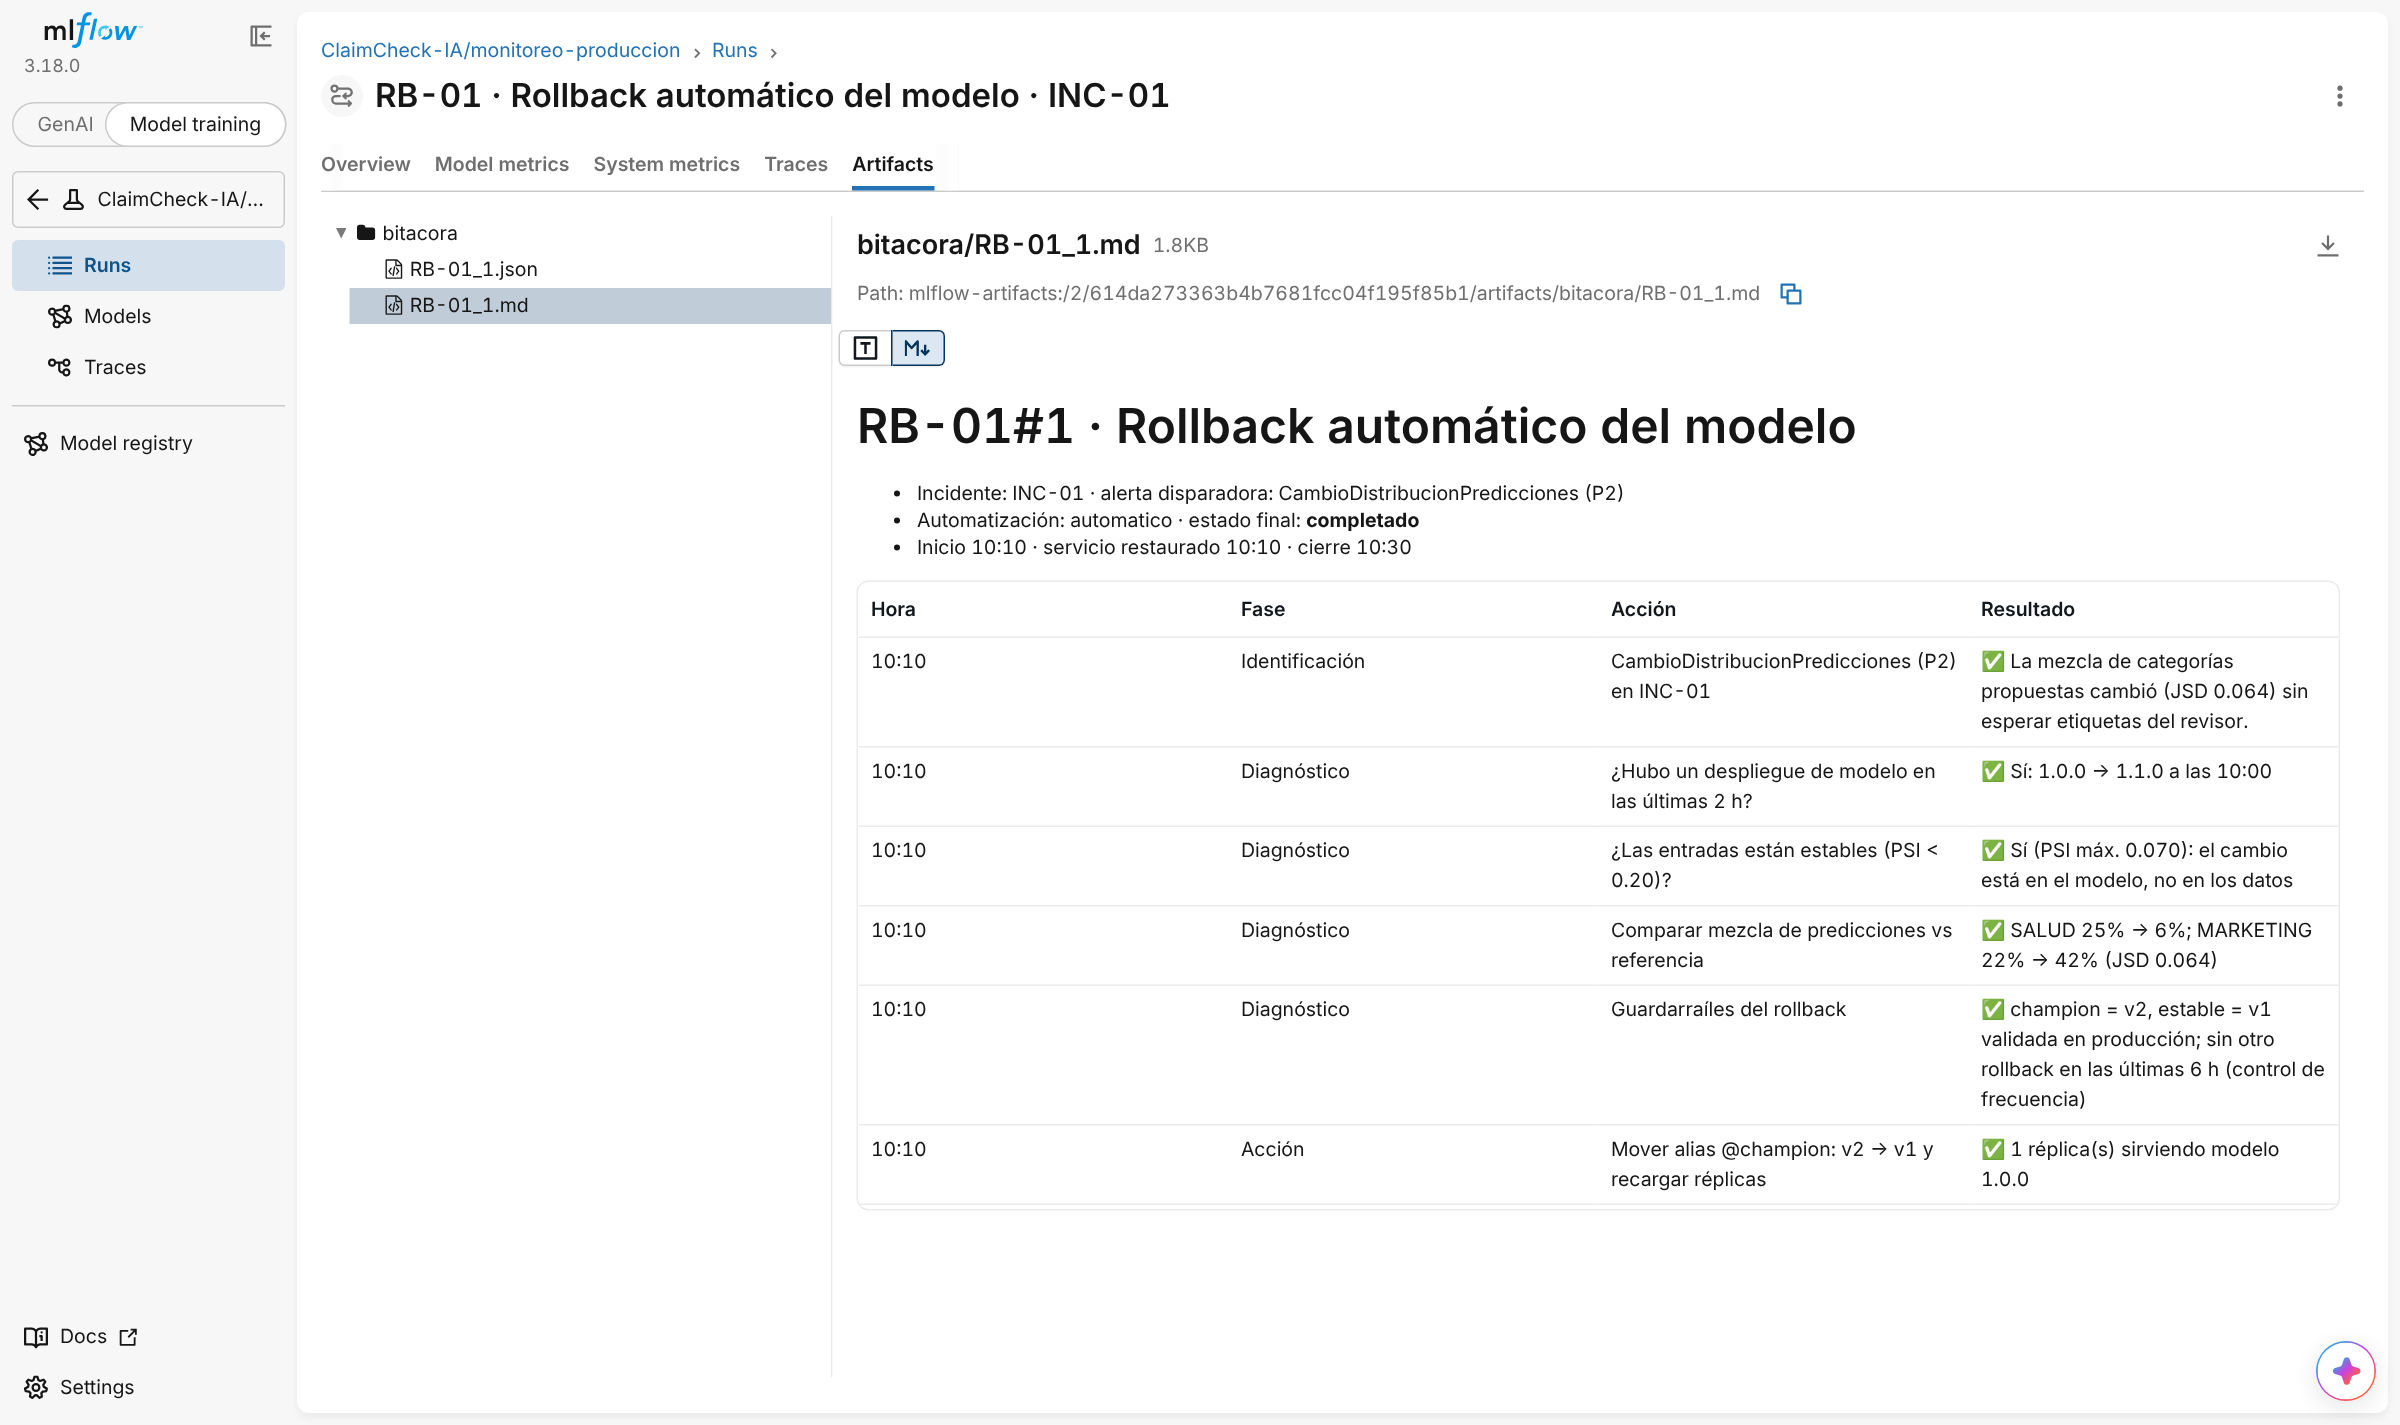 mlflow
3.18.0
GenAI
Model training
ClaimCheck-IA/...
Runs
Models
Traces
Model registry
Docs
Settings
ClaimCheck-IA/monitoreo-produccion › Runs ›
RB-01 · Rollback automático del modelo · INC-01
Overview Model metrics System metrics Traces Artifacts
bitacora
RB-01_1.json
RB-01_1.md
bitacora/RB-01_1.md 1.8KB
Path: mlflow-artifacts:/2/614da273363b4b7681fcc04f195f85b1/artifacts/bitacora/RB-01_1.md
RB-01#1 · Rollback automático del modelo
• Incidente: INC-01 · alerta disparadora: CambioDistribucionPredicciones (P2)
• Automatización: automatico · estado final: completado
• Inicio 10:10 · servicio restaurado 10:10 · cierre 10:30
Hora Fase Acción Resultado
10:10 Identificación CambioDistribucionPredicciones (P2) ✅ La mezcla de categorías
en INC-01 propuestas cambió (JSD 0.064) sin
esperar etiquetas del revisor.
10:10 Diagnóstico ¿Hubo un despliegue de modelo en ✅ Sí: 1.0.0 → 1.1.0 a las 10:00
las últimas 2 h?
10:10 Diagnóstico ¿Las entradas están estables (PSI < ✅ Sí (PSI máx. 0.070): el cambio
0.20)? está en el modelo, no en los datos
10:10 Diagnóstico Comparar mezcla de predicciones vs ✅ SALUD 25% → 6%; MARKETING
referencia 22% → 42% (JSD 0.064)
10:10 Diagnóstico Guardarraíles del rollback ✅ champion = v2, estable = v1
validada en producción; sin otro
rollback en las últimas 6 h (control de
frecuencia)
10:10 Acción Mover alias @champion: v2 → v1 y ✅ 1 réplica(s) sirviendo modelo
recargar réplicas 1.0.0